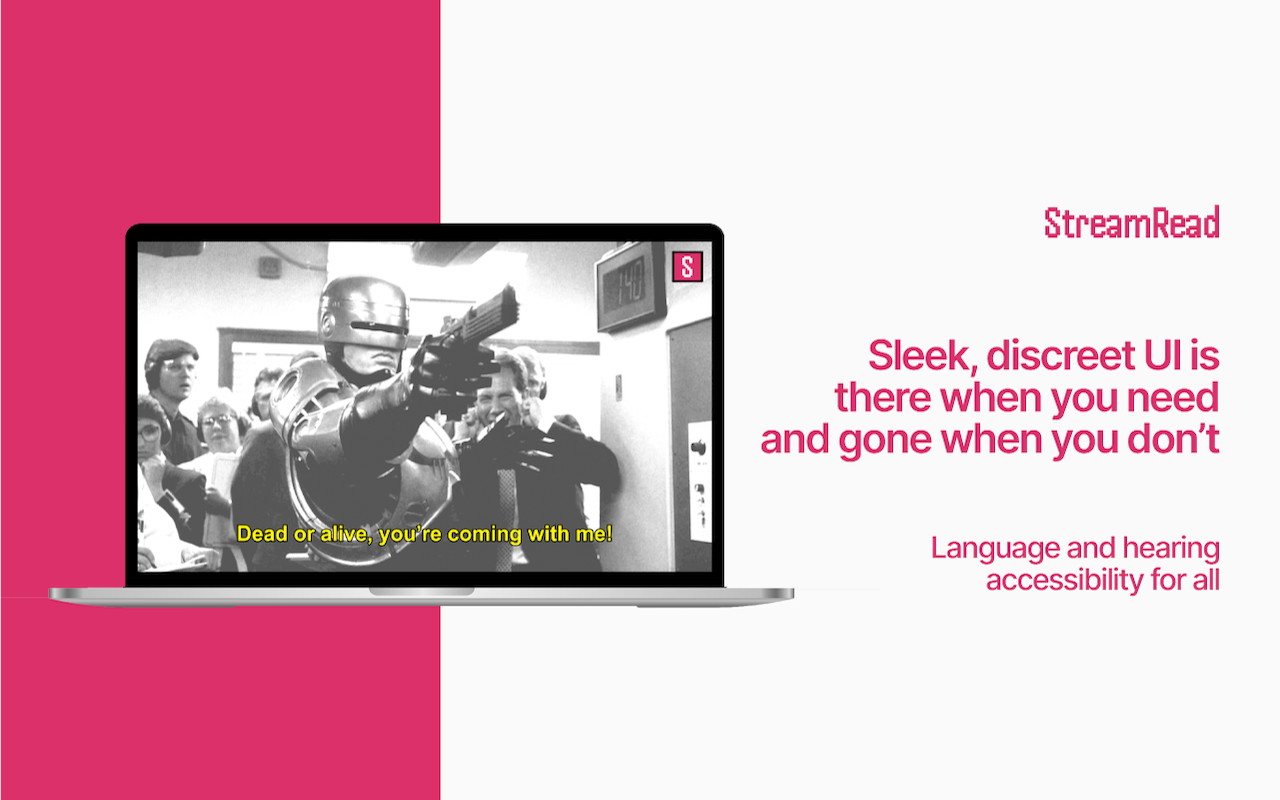 StreamRead
S
140
Sleek, discreet UI is
there when you need
and gone when you don’t
Dead or alive, you’re coming with me!
Language and hearing
accessibility for all